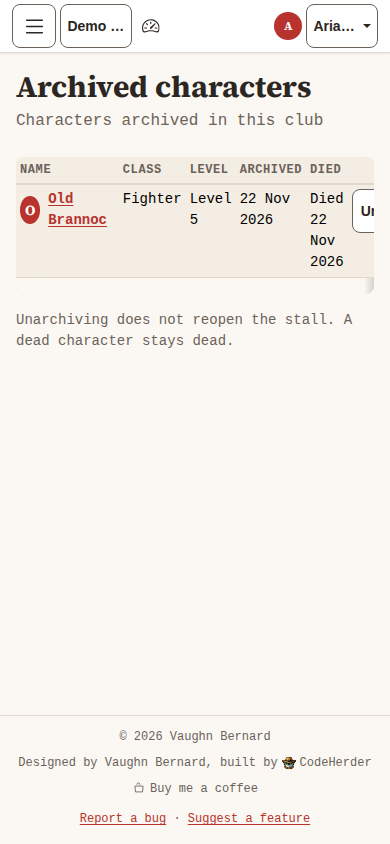 Demo ...
A
Aria...
Archived characters
Characters archived in this club
NAME CLASS LEVEL ARCHIVED DIED
O Old Brannoc Fighter Level 5 22 Nov 2026 Died 22 Nov 2026
Unarchiving does not reopen the stall. A
dead character stays dead.
© 2026 Vaughn Bernard
Designed by Vaughn Bernard, built by CodeHerder
Buy me a coffee
Report a bug · Suggest a feature